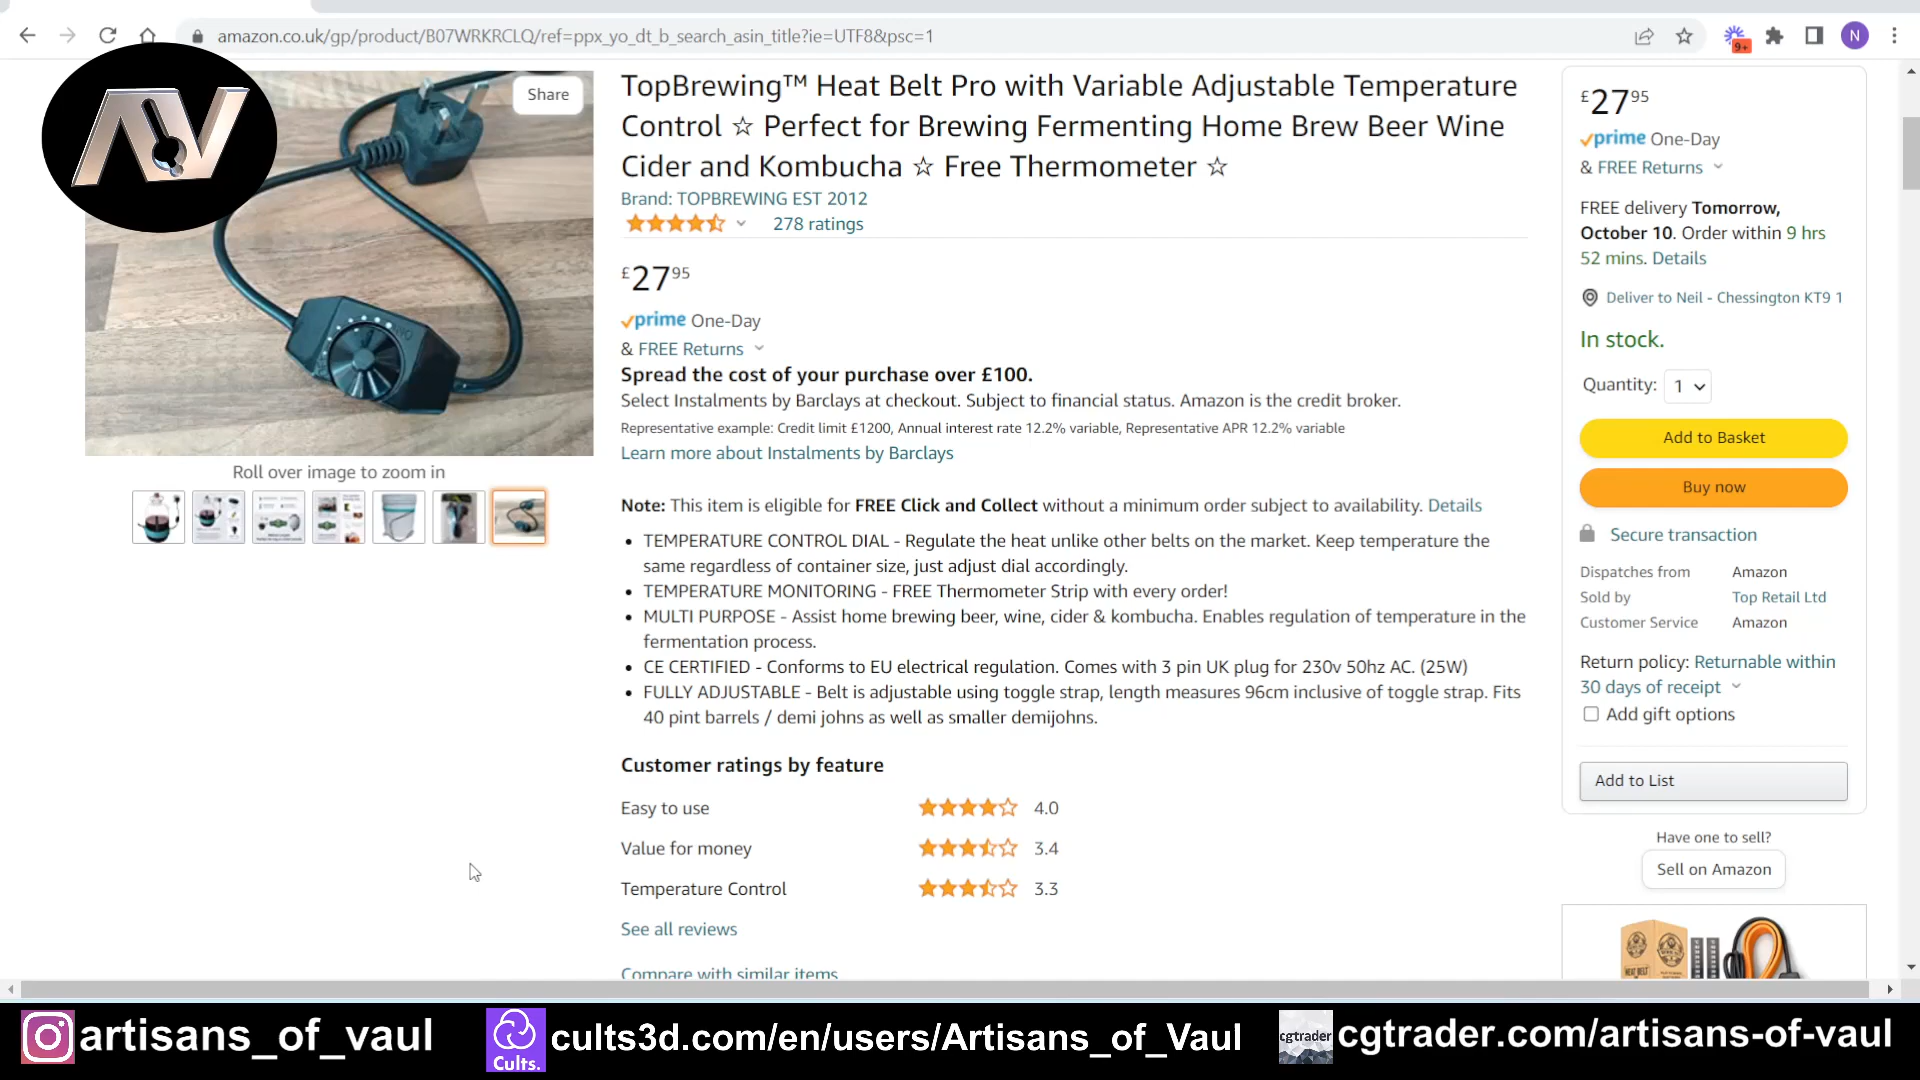 amazon.co.uk/gp/product/B07WRKRCLQ/ref=ppx_yo_dt_b_search_asin_title?ie=UTF8&psc=1
9+
N
AV
Share
TopBrewing™ Heat Belt Pro with Variable Adjustable Temperature
Control ☆ Perfect for Brewing Fermenting Home Brew Beer Wine
Cider and Kombucha ☆ Free Thermometer ☆
Brand: TOPBREWING EST 2012
278 ratings
£27.95
prime One-Day
& FREE Returns
Spread the cost of your purchase over £100.
Select Instalments by Barclays at checkout. Subject to financial status. Amazon is the credit broker.
Representative example: Credit limit £1200, Annual interest rate 12.2% variable, Representative APR 12.2% variable
Learn more about Instalments by Barclays
Roll over image to zoom in
Note: This item is eligible for FREE Click and Collect without a minimum order subject to availability. Details
• TEMPERATURE CONTROL DIAL - Regulate the heat unlike other belts on the market. Keep temperature the
same regardless of container size, just adjust dial accordingly.
• TEMPERATURE MONITORING - FREE Thermometer Strip with every order!
• MULTI PURPOSE - Assist home brewing beer, wine, cider & kombucha. Enables regulation of temperature in the
fermentation process.
• CE CERTIFIED - Conforms to EU electrical regulation. Comes with 3 pin UK plug for 230v 50hz AC. (25W)
• FULLY ADJUSTABLE - Belt is adjustable using toggle strap, length measures 96cm inclusive of toggle strap. Fits
40 pint barrels / demi johns as well as smaller demijohns.
Customer ratings by feature
Easy to use 4.0
Value for money 3.4
Temperature Control 3.3
See all reviews
Compare with similar items
£27.95
prime One-Day
& FREE Returns
FREE delivery Tomorrow,
October 10. Order within 9 hrs
52 mins. Details
Deliver to Neil - Chessington KT9 1
In stock.
Quantity: 1
Add to Basket
Buy now
Secure transaction
Dispatches from Amazon
Sold by Top Retail Ltd
Customer Service Amazon
Return policy: Returnable within
30 days of receipt
Add gift options
Add to List
Have one to sell?
Sell on Amazon
artisans_of_vaul
Cults.
cults3d.com/en/users/Artisans_of_Vaul
cgtrader
cgtrader.com/artisans-of-vaul